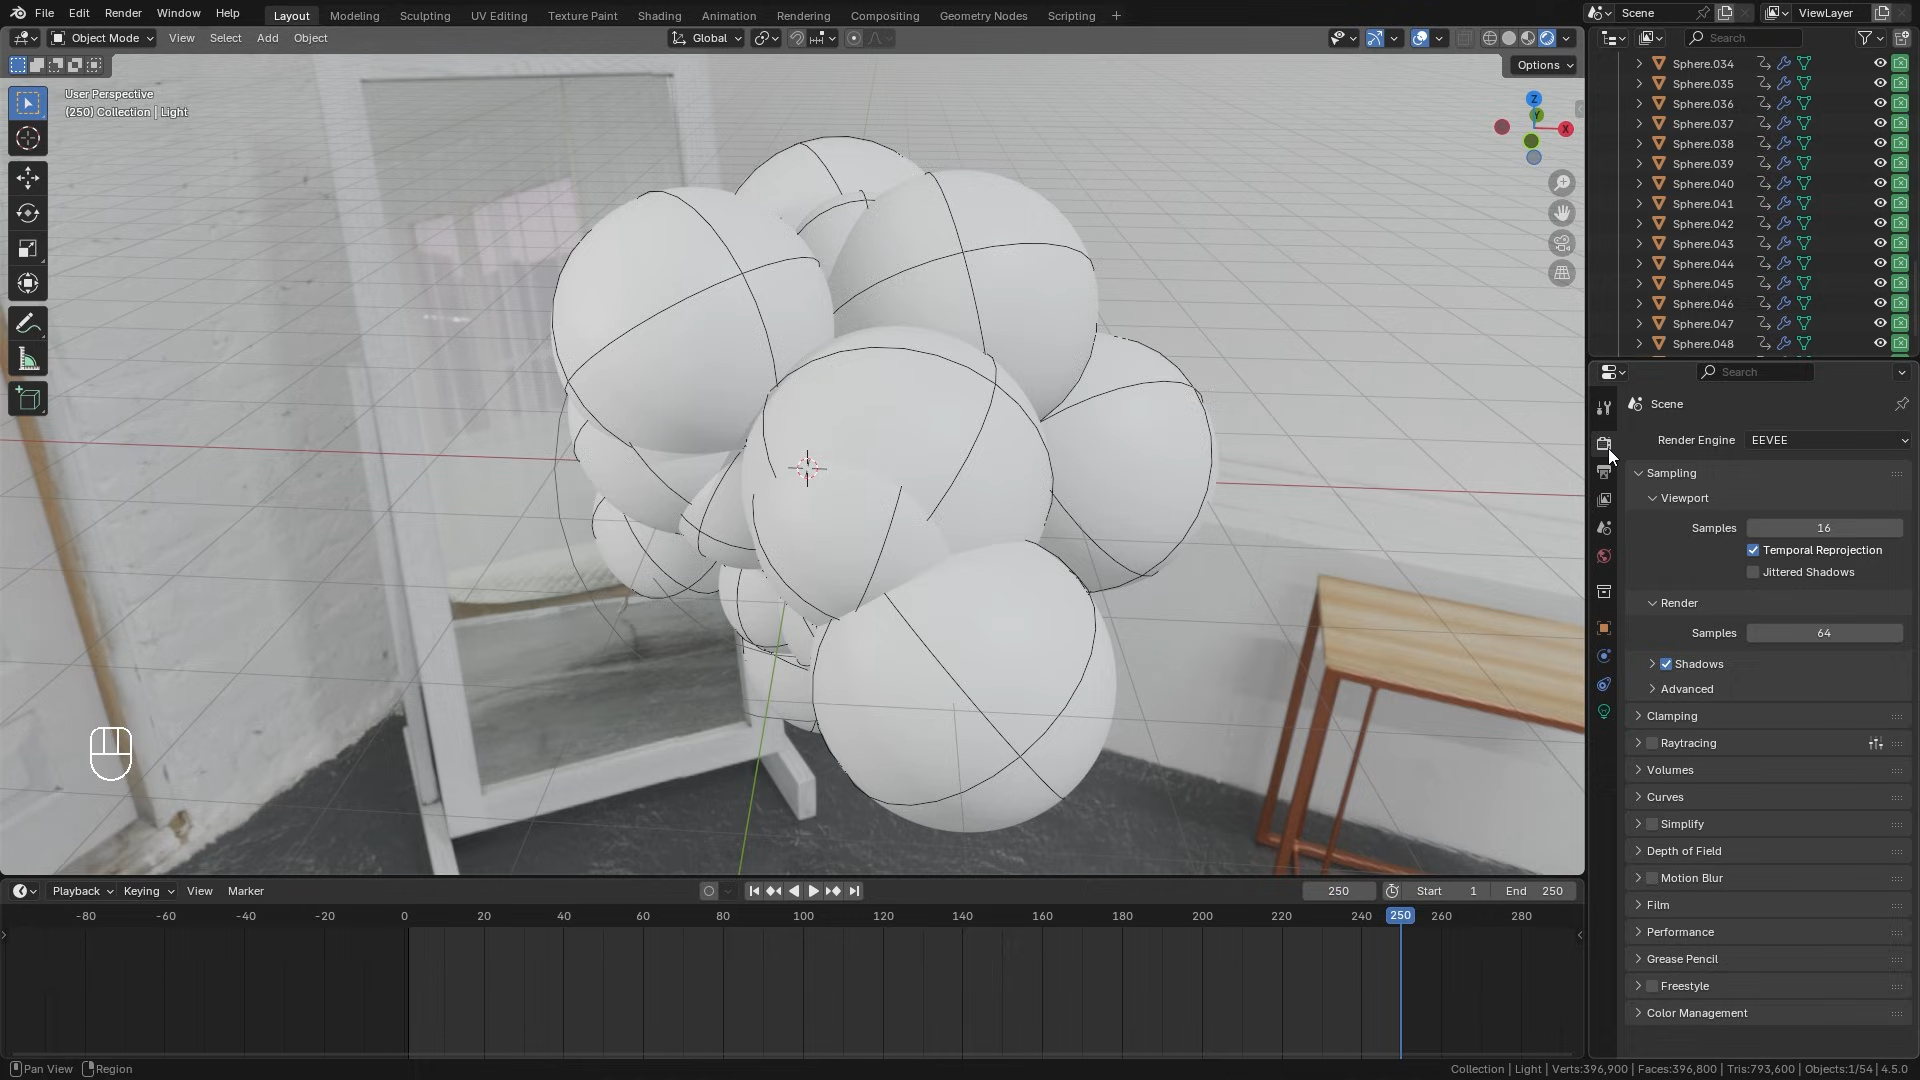 File Edit Render Window Help Layout Modeling Sculpting UV Editing Texture Paint Shading Animation Rendering Compositing Geometry Nodes Scripting Scene ViewLayer
Object Mode View Select Add Object Global Search
Options
User Perspective
(250) Collection | Light
Z
Y
X
Sphere.034
Sphere.035
Sphere.036
Sphere.037
Sphere.038
Sphere.039
Sphere.040
Sphere.041
Sphere.042
Sphere.043
Sphere.044
Sphere.045
Sphere.046
Sphere.047
Sphere.048
Search
Scene
Render Engine EEVEE
Sampling
Viewport
Samples 16
Temporal Reprojection
Jittered Shadows
Render
Samples 64
Shadows
Advanced
Clamping
Raytracing
Volumes
Curves
Simplify
Depth of Field
Motion Blur
Film
Performance
Grease Pencil
Freestyle
Color Management
Playback Keying View Marker 250 Start 1 End 250
-80 -60 -40 -20 0 20 40 60 80 100 120 140 160 180 200 220 240 250 260 280
Pan View Region Collection | Light | Verts:396,900 | Faces:396,800 | Tris:793,600 | Objects:1/54 | 4.5.0